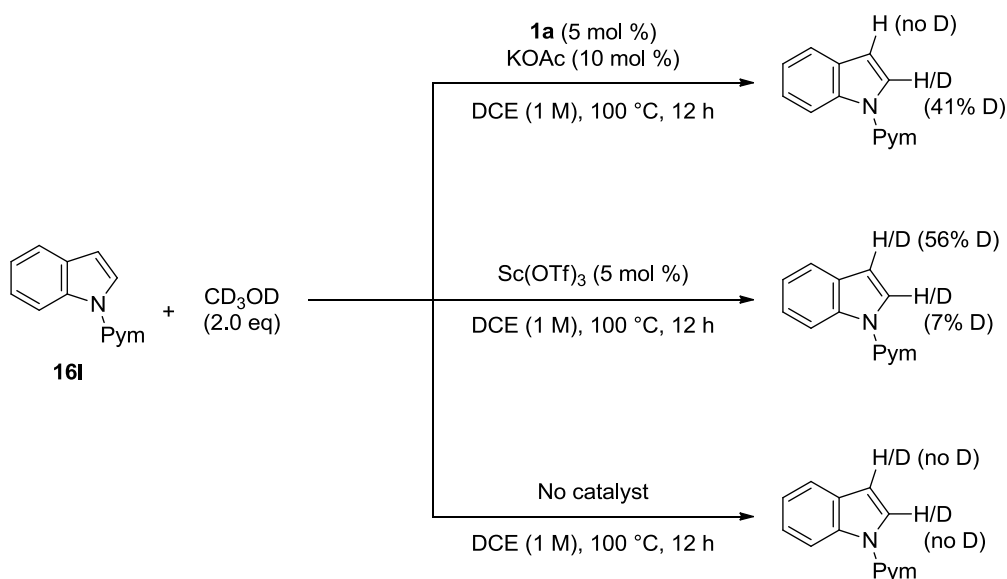 1a (5 mol %)
KOAc (10 mol %)
DCE (1 M), 100 °C, 12 h
H (no D)
H/D
(41% D)
N
Pym
N
Pym
16l
+
CD3OD
(2.0 eq)
Sc(OTf)3 (5 mol %)
DCE (1 M), 100 °C, 12 h
H/D (56% D)
H/D
(7% D)
N
Pym
No catalyst
DCE (1 M), 100 °C, 12 h
H/D (no D)
H/D
(no D)
N
Pym